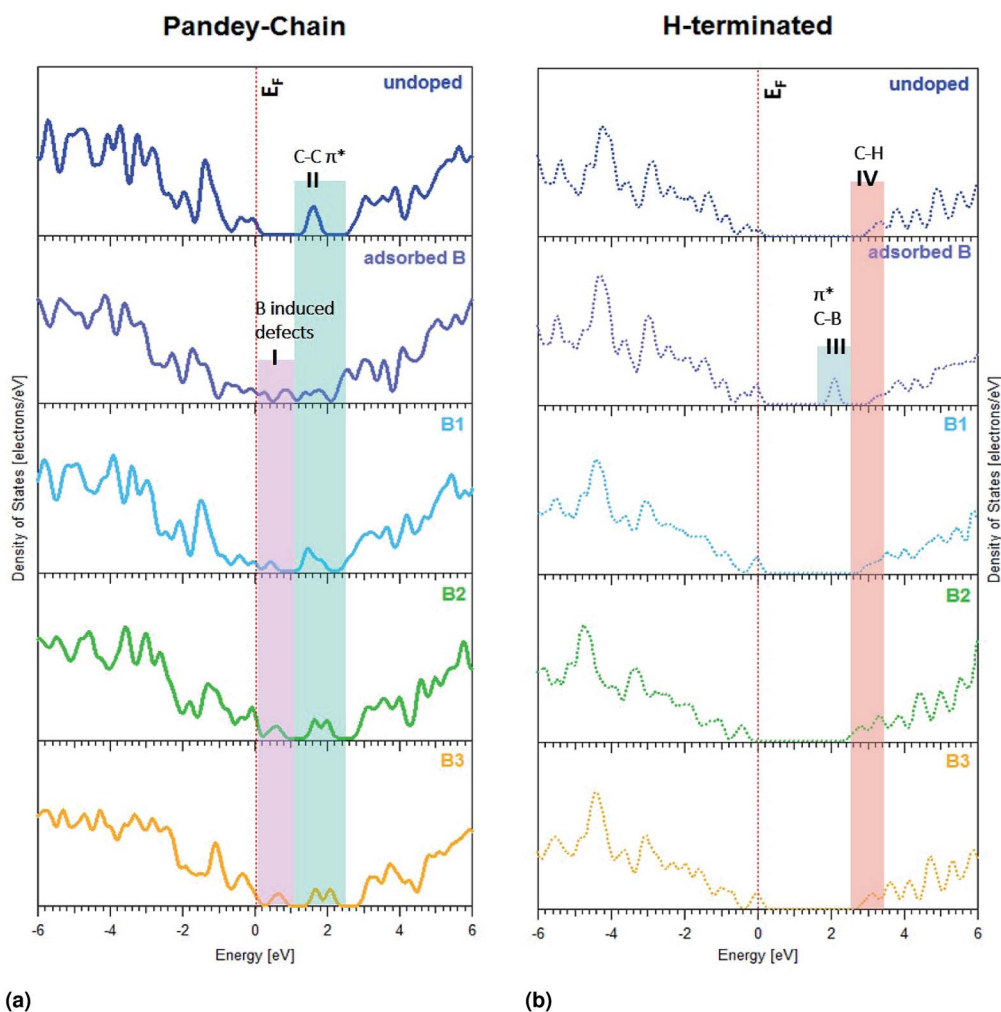 Pandey-Chain
H-terminated
undoped
E_F
C-C π*
II
adsorbed B
B induced
defects
I
B1
B2
B3
-6 -4 -2 0 2 4 6
Energy [eV]
Density of States [electrons/eV]
(a)
undoped
E_F
C-H
IV
adsorbed B
π*
C-B
III
B1
B2
B3
-6 -4 -2 0 2 4 6
Energy [eV]
Density of States [electrons/eV]
(b)